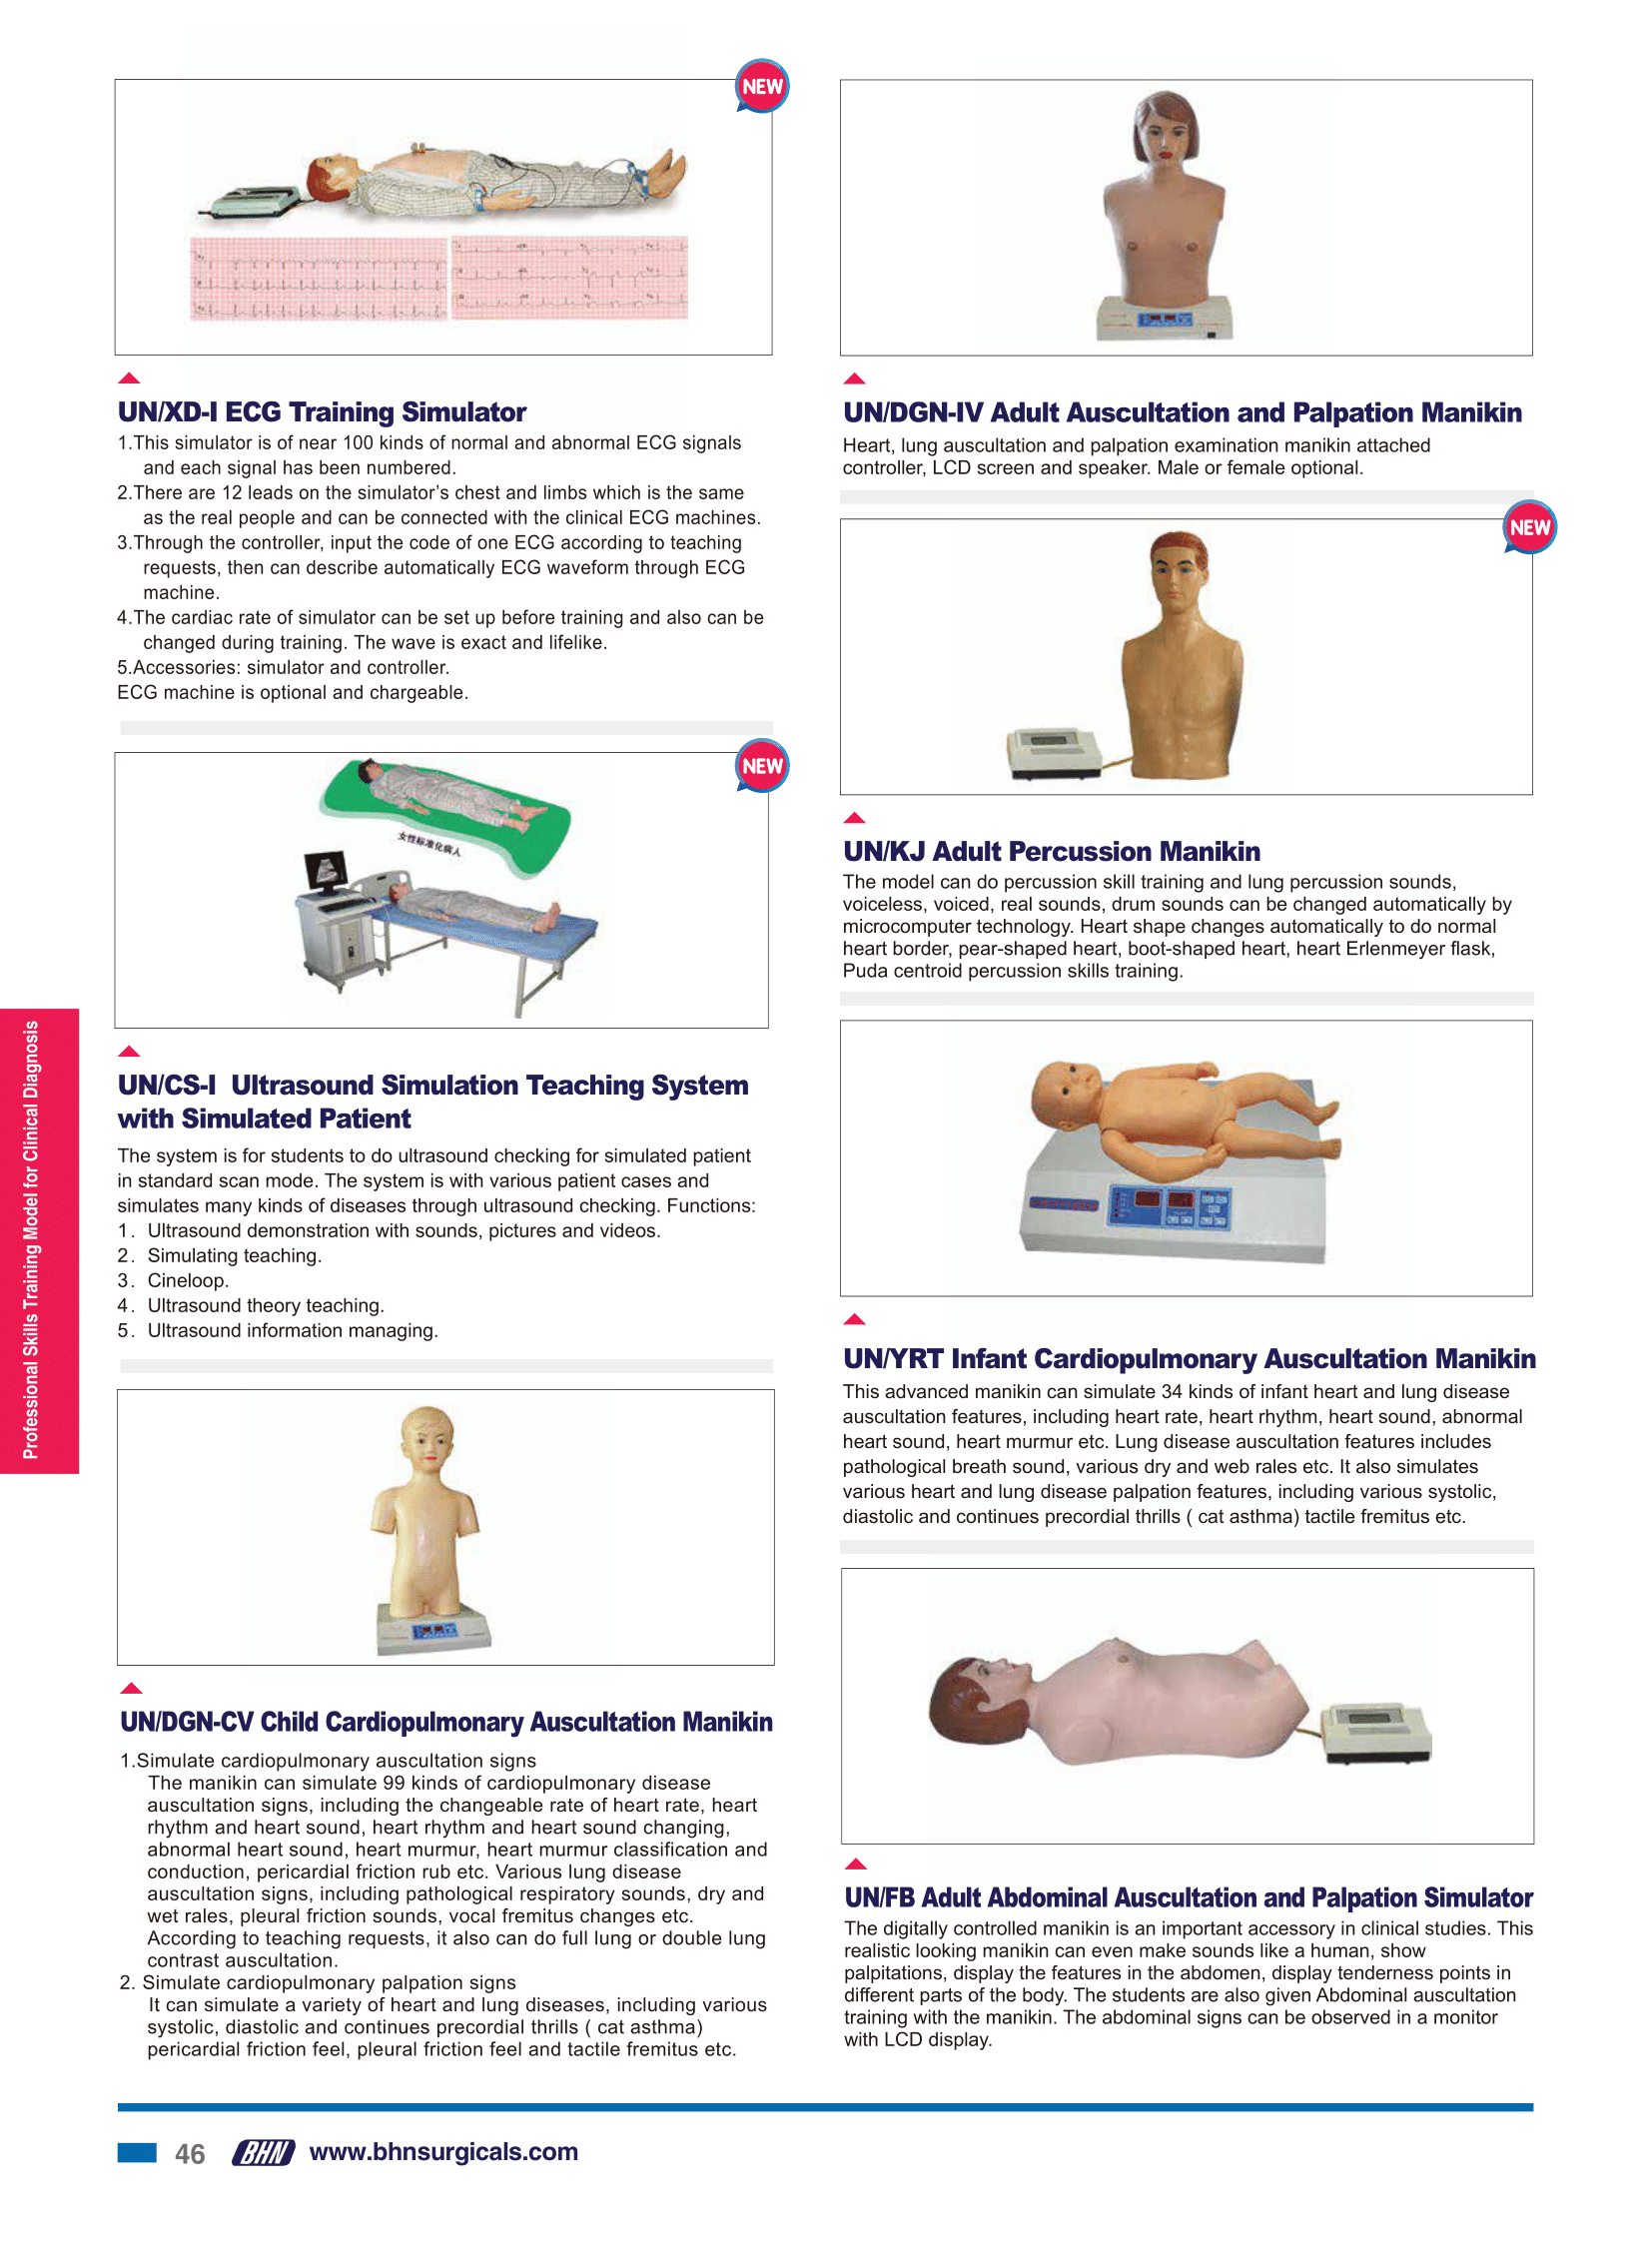 NEW
UN/XD-I ECG Training Simulator
1.This simulator is of near 100 kinds of normal and abnormal ECG signals
and each signal has been numbered.
2.There are 12 leads on the simulator’s chest and limbs which is the same
as the real people and can be connected with the clinical ECG machines.
3.Through the controller, input the code of one ECG according to teaching
requests, then can describe automatically ECG waveform through ECG
machine.
4.The cardiac rate of simulator can be set up before training and also can be
changed during training. The wave is exact and lifelike.
5.Accessories: simulator and controller.
ECG machine is optional and chargeable.
NEW
女性标准化病人
UN/CS-I Ultrasound Simulation Teaching System
with Simulated Patient
The system is for students to do ultrasound checking for simulated patient
in standard scan mode. The system is with various patient cases and
simulates many kinds of diseases through ultrasound checking. Functions:
1. Ultrasound demonstration with sounds, pictures and videos.
2. Simulating teaching.
3. Cineloop.
4. Ultrasound theory teaching.
5. Ultrasound information managing.
UN/DGN-CV Child Cardiopulmonary Auscultation Manikin
1.Simulate cardiopulmonary auscultation signs
The manikin can simulate 99 kinds of cardiopulmonary disease
auscultation signs, including the changeable rate of heart rate, heart
rhythm and heart sound, heart rhythm and heart sound changing,
abnormal heart sound, heart murmur, heart murmur classification and
conduction, pericardial friction rub etc. Various lung disease
auscultation signs, including pathological respiratory sounds, dry and
wet rales, pleural friction sounds, vocal fremitus changes etc.
According to teaching requests, it also can do full lung or double lung
contrast auscultation.
2. Simulate cardiopulmonary palpation signs
It can simulate a variety of heart and lung diseases, including various
systolic, diastolic and continues precordial thrills ( cat asthma)
pericardial friction feel, pleural friction feel and tactile fremitus etc.
UN/DGN-IV Adult Auscultation and Palpation Manikin
Heart, lung auscultation and palpation examination manikin attached
controller, LCD screen and speaker. Male or female optional.
NEW
UN/KJ Adult Percussion Manikin
The model can do percussion skill training and lung percussion sounds,
voiceless, voiced, real sounds, drum sounds can be changed automatically by
microcomputer technology. Heart shape changes automatically to do normal
heart border, pear-shaped heart, boot-shaped heart, heart Erlenmeyer flask,
Puda centroid percussion skills training.
UN/YRT Infant Cardiopulmonary Auscultation Manikin
This advanced manikin can simulate 34 kinds of infant heart and lung disease
auscultation features, including heart rate, heart rhythm, heart sound, abnormal
heart sound, heart murmur etc. Lung disease auscultation features includes
pathological breath sound, various dry and web rales etc. It also simulates
various heart and lung disease palpation features, including various systolic,
diastolic and continues precordial thrills ( cat asthma) tactile fremitus etc.
UN/FB Adult Abdominal Auscultation and Palpation Simulator
The digitally controlled manikin is an important accessory in clinical studies. This
realistic looking manikin can even make sounds like a human, show
palpitations, display the features in the abdomen, display tenderness points in
different parts of the body. The students are also given Abdominal auscultation
training with the manikin. The abdominal signs can be observed in a monitor
with LCD display.
Professional Skills Training Model for Clinical Diagnosis
46 BHN www.bhnsurgicals.com